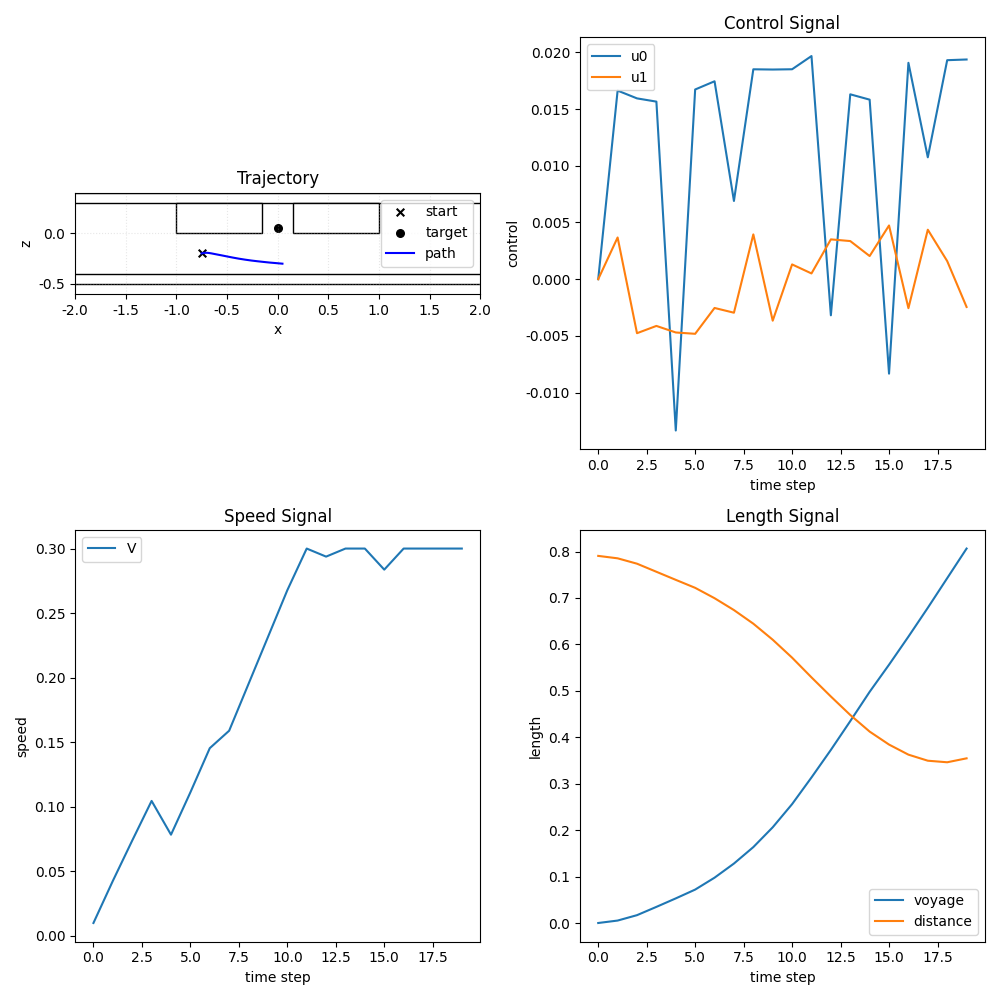 Trajectory
z
0.0
-0.5
start
target
path
-2.0 -1.5 -1.0 -0.5 0.0 0.5 1.0 1.5 2.0
x
Control Signal
control
0.020
0.015
0.010
0.005
0.000
-0.005
-0.010
u0
u1
0.0 2.5 5.0 7.5 10.0 12.5 15.0 17.5
time step
Speed Signal
speed
0.30
0.25
0.20
0.15
0.10
0.05
0.00
V
0.0 2.5 5.0 7.5 10.0 12.5 15.0 17.5
time step
Length Signal
length
0.8
0.7
0.6
0.5
0.4
0.3
0.2
0.1
0.0
voyage
distance
0.0 2.5 5.0 7.5 10.0 12.5 15.0 17.5
time step